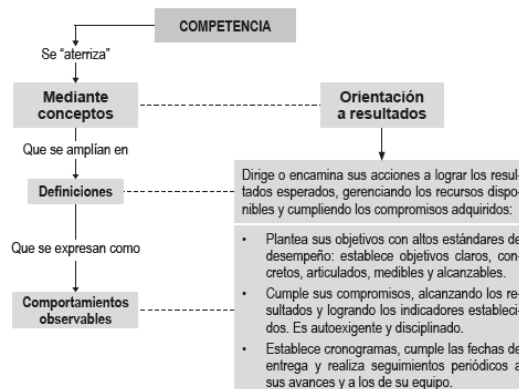 COMPETENCIA
Se “aterriza”
Mediante
conceptos
Orientación
a resultados
Que se amplían en
Definiciones
Dirige o encamina sus acciones a lograr los resul-
tados esperados, gerenciando los recursos dispo-
nibles y cumpliendo los compromisos adquiridos:
Que se expresan como
Comportamientos
observables
• Plantea sus objetivos con altos estándares de
desempeño: establece objetivos claros, con-
cretos, articulados, medibles y alcanzables.
• Cumple sus compromisos, alcanzando los re-
sultados y logrando los indicadores estableci-
dos. Es autoexigente y disciplinado.
• Establece cronogramas, cumple las fechas de
entrega y realiza seguimientos periódicos a
sus avances y a los de su equipo.